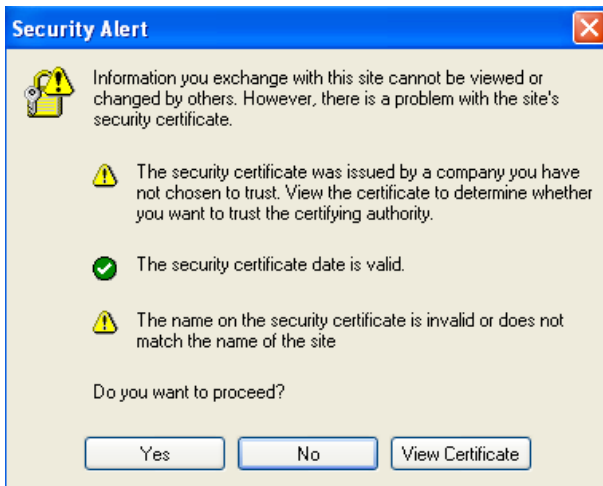 Security Alert
Information you exchange with this site cannot be viewed or
changed by others. However, there is a problem with the site's
security certificate.
The security certificate was issued by a company you have
not chosen to trust. View the certificate to determine whether
you want to trust the certifying authority.
The security certificate date is valid.
The name on the security certificate is invalid or does not
match the name of the site
Do you want to proceed?
Yes
No
View Certificate